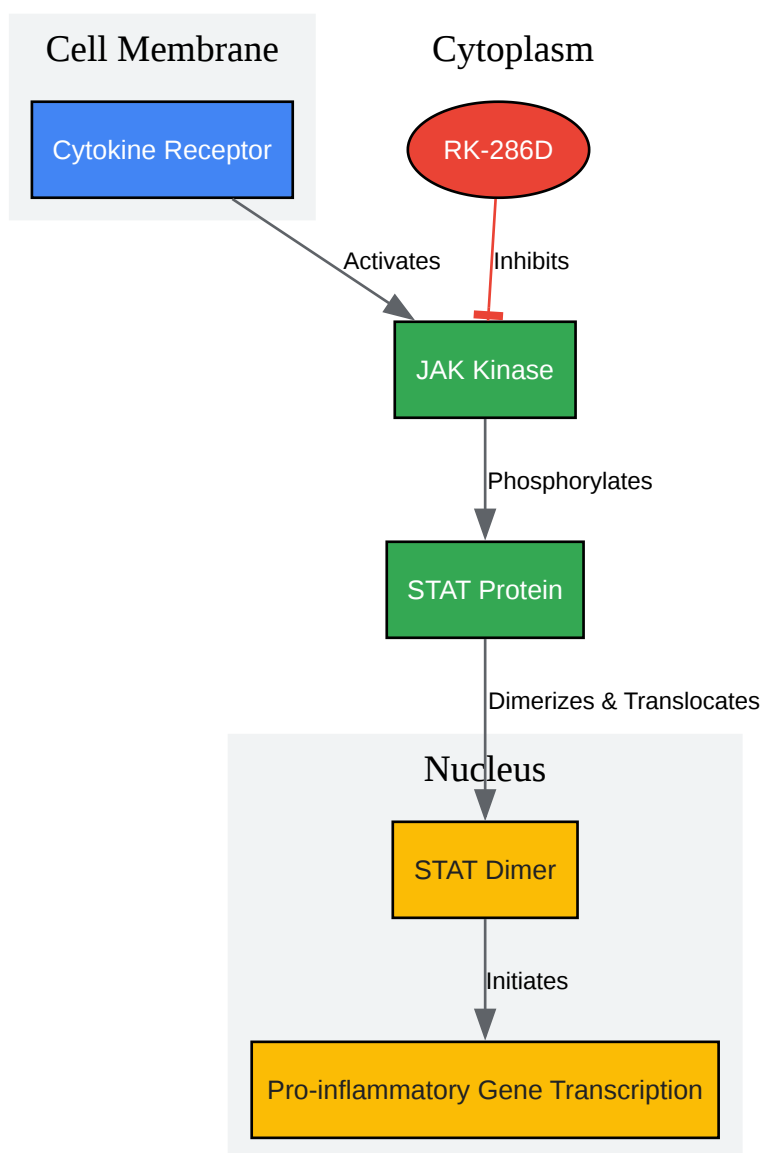 Cell Membrane
Cytoplasm
Cytokine Receptor
RK-286D
Activates
Inhibits
JAK Kinase
Phosphorylates
STAT Protein
Dimerizes & Translocates
Nucleus
STAT Dimer
Initiates
Pro-inflammatory Gene Transcription